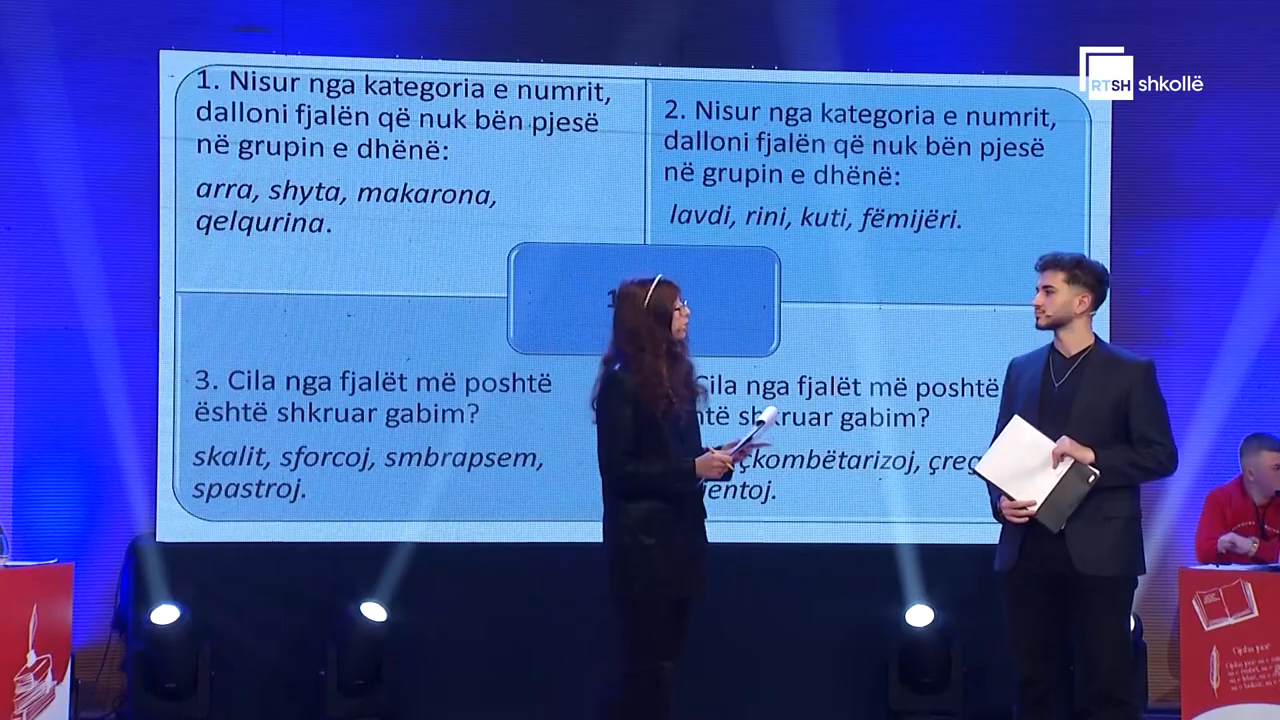 1. Nisur nga kategoria e numrit,
dalloni fjalën që nuk bën pjesë
në grupin e dhënë:
arra, shyta, makarona,
qelqurina.
2. Nisur nga kategoria e numrit,
dalloni fjalën që nuk bën pjesë
në grupin e dhënë:
lavdi, rini, kuti, fëmijëri.
3. Cila nga fjalët më poshtë
është shkruar gabim?
skalit, sforcoj, smbrapsem,
spastroj.
Cila nga fjalët më poshtë
shkruar gabim?
çkombëtarizoj,
RTSH shkollë
Gjuha jonë